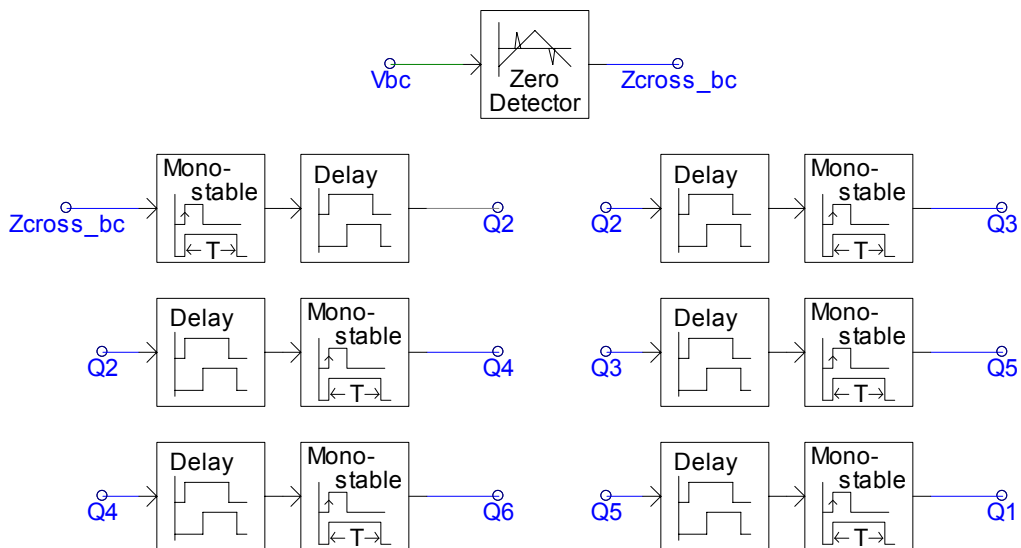 Vbc
Zero
Detector
Zcross_bc
Zcross_bc
Mono-
stable
T
Delay
Q2
Q2
Delay
Mono-
stable
T
Q3
Q2
Delay
Mono-
stable
T
Q4
Q3
Delay
Mono-
stable
T
Q5
Q4
Delay
Mono-
stable
T
Q6
Q5
Delay
Mono-
stable
T
Q1